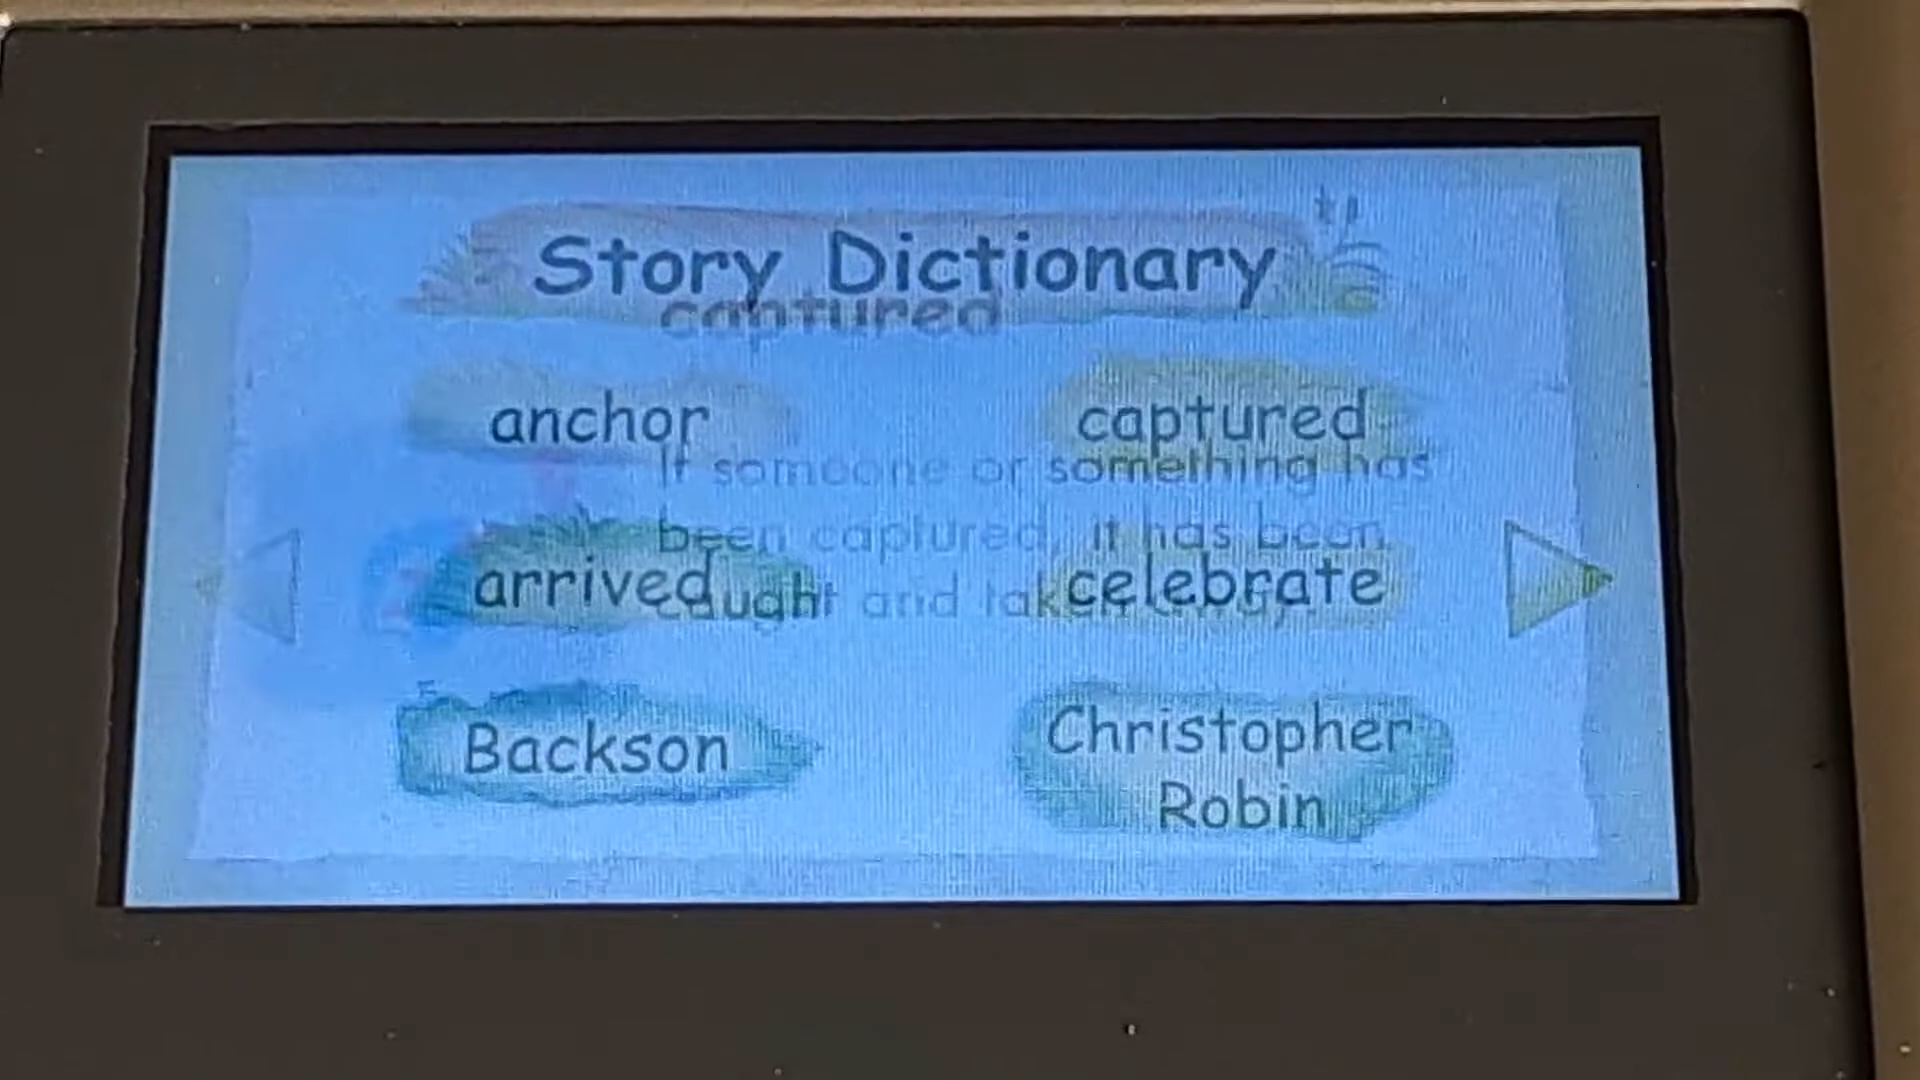 Story Dictionary
captured
anchor
captured
If someone or something has
been captured, it has been
arrived
caught and taken
celebrate
Backson
Christopher
Robin